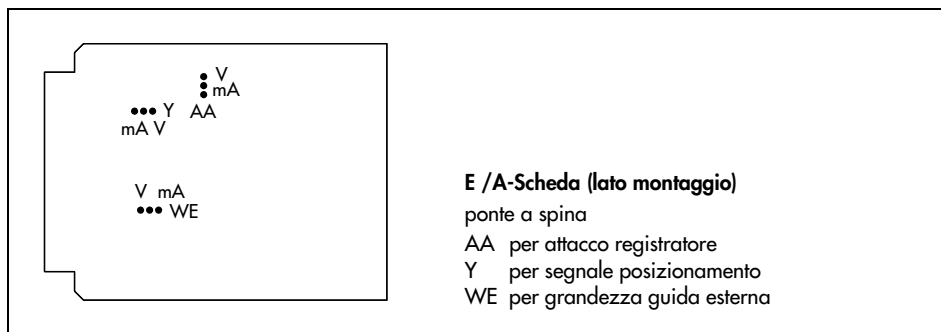 V
mA
Y AA
mA V
V mA
WE
E /A-Scheda (lato montaggio)
ponte a spina
AA per attacco registratore
Y per segnale posizionamento
WE per grandezza guida esterna